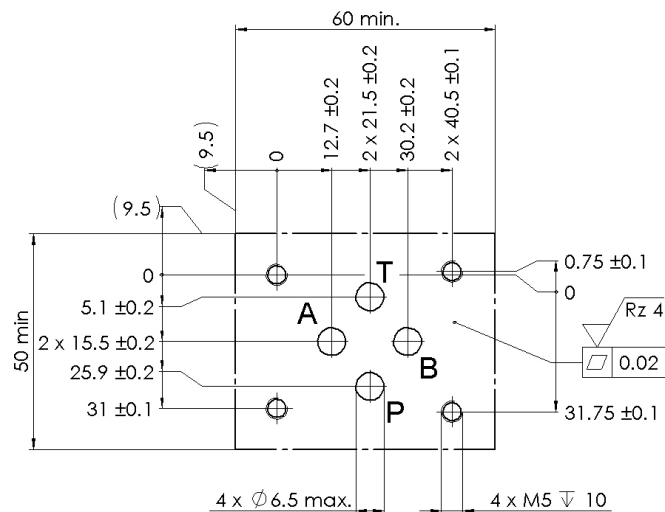 60 min.
(9.5)
0
12.7 ±0.2
2 x 21.5 ±0.2
30.2 ±0.2
2 x 40.5 ±0.1
(9.5)
0
5.1 ±0.2
2 x 15.5 ±0.2
25.9 ±0.2
31 ±0.1
50 min
T
A
B
P
0.75 ±0.1
0
Rz 4
0.02
31.75 ±0.1
4 x ∅6.5 max.
4 x M5 ↧ 10